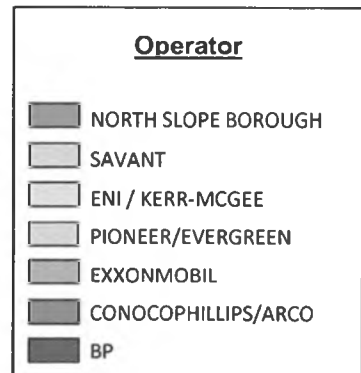 Operator
NORTH SLOPE BOROUGH
SAVANT
ENI / KERR-MCGEE
PIONEER/EVERGREEN
EXXONMOBIL
CONOCOPHILLIPS/ARCO
BP